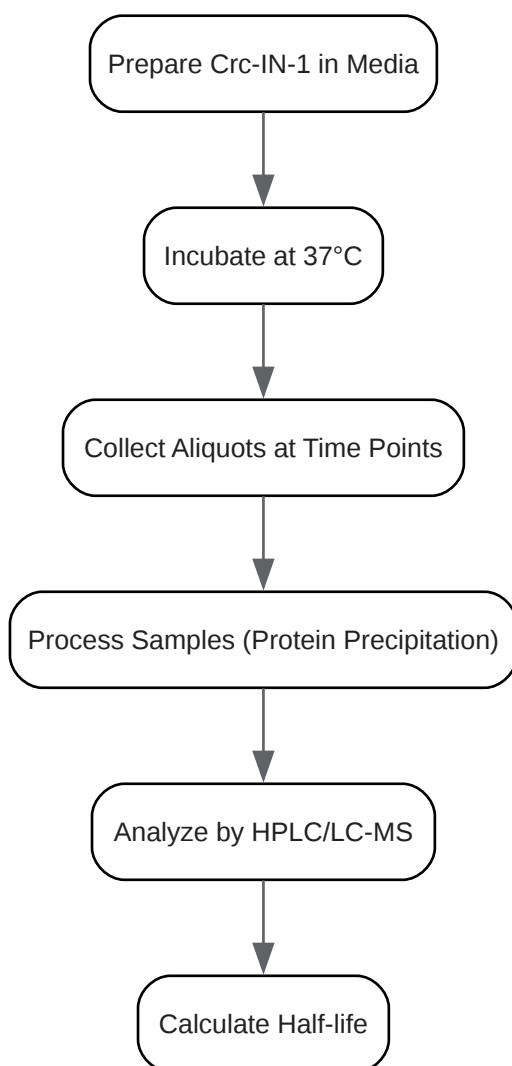 Prepare Crc-IN-1 in Media
Incubate at 37°C
Collect Aliquots at Time Points
Process Samples (Protein Precipitation)
Analyze by HPLC/LC-MS
Calculate Half-life